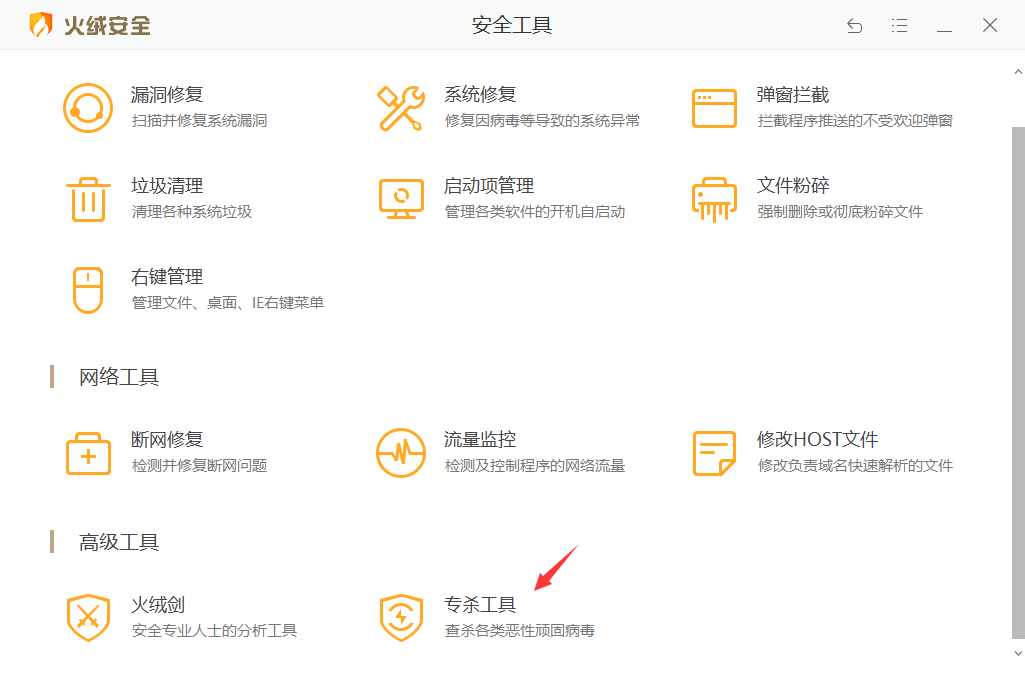 火绒安全
安全工具
漏洞修复
扫描并修复系统漏洞
系统修复
修复因病毒等导致的系统异常
弹窗拦截
拦截程序推送的不受欢迎弹窗
垃圾清理
清理各种系统垃圾
启动项管理
管理各类软件的开机自启动
文件粉碎
强制删除或彻底粉碎文件
右键管理
管理文件、桌面、IE右键菜单
网络工具
断网修复
检测并修复断网问题
流量监控
检测及控制程序的网络流量
修改HOST文件
修改负责域名快速解析的文件
高级工具
火绒剑
安全专业人士的分析工具
专杀工具
查杀各类恶性顽固病毒